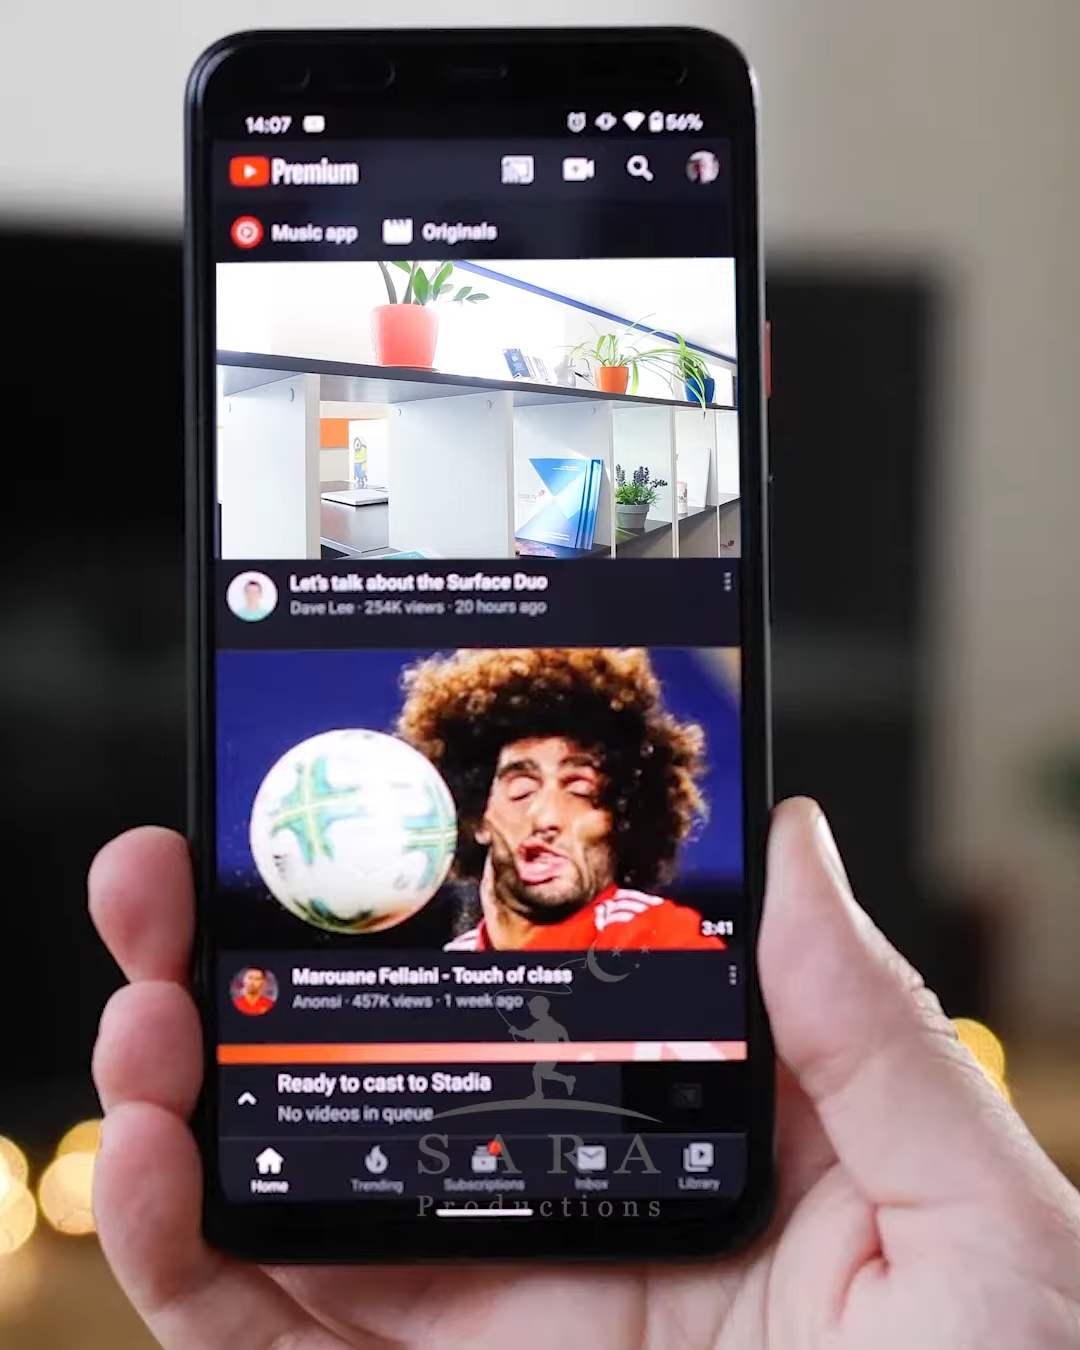 14:07
56%
Premium
Music app
Originals
Let's talk about the Surface Duo
Dave Lee · 254K views · 20 hours ago
3:41
Marouane Fellaini - Touch of class
Anonsi · 457K views · 1 week ago
Ready to cast to Stadia
No videos in queue
Home
Trending
Subscriptions
Inbox
Library
SARA
Productions